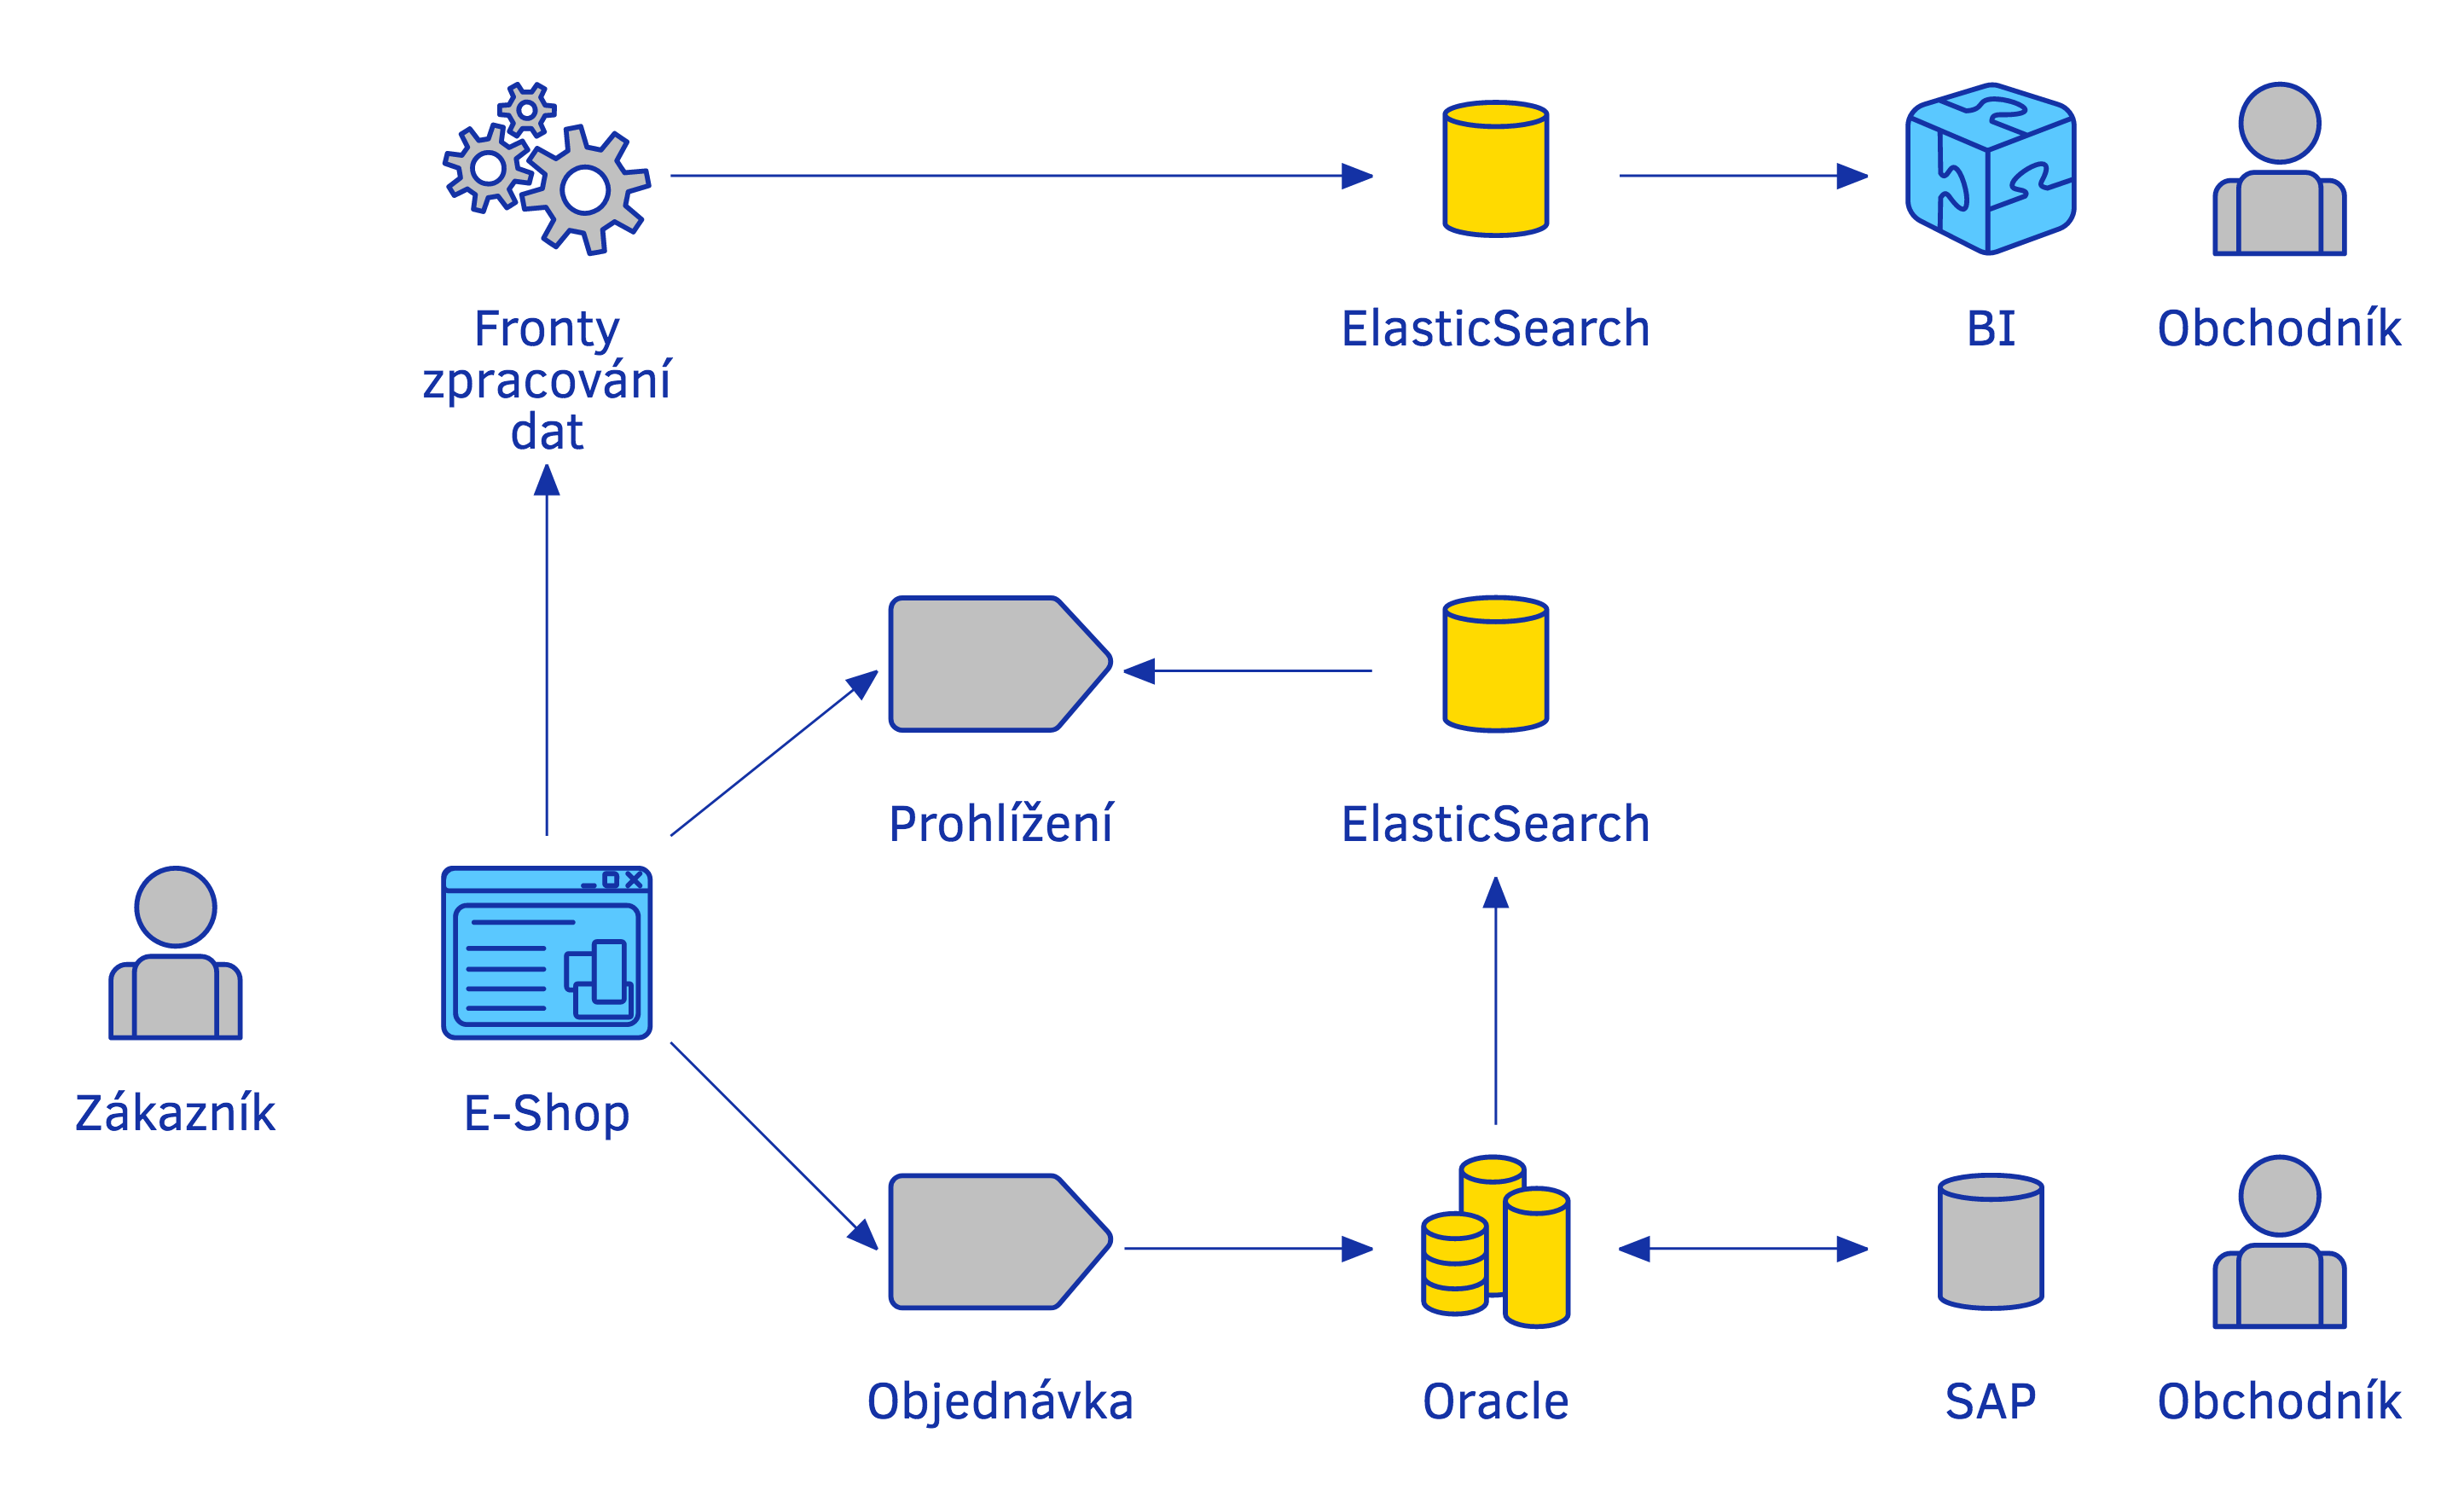 Fronty
zpracování
dat
ElasticSearch
BI
Obchodník
Prohlížení
ElasticSearch
Zákazník
E-Shop
Objednávka
Oracle
SAP
Obchodník